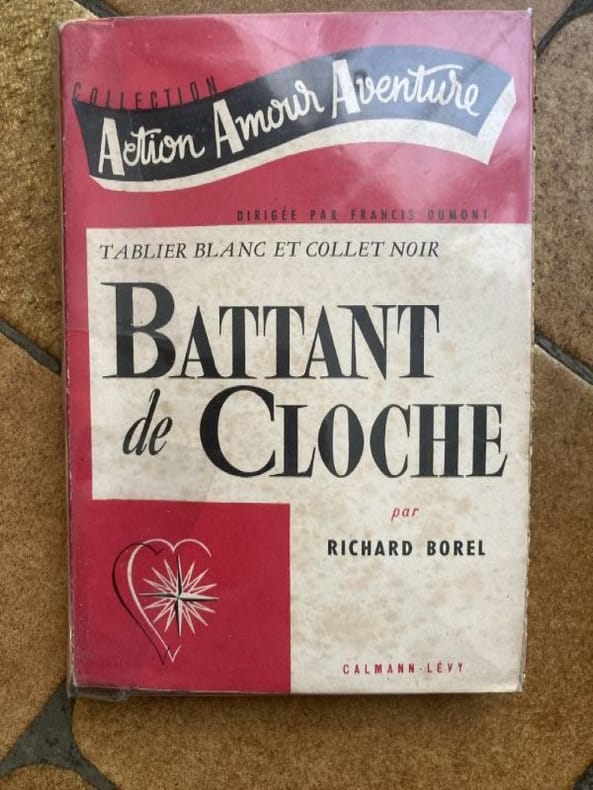 COLLECTION
Action Amour Aventure
DIRIGÉE PAR FRANCIS DUMONT
TABLIER BLANC ET COLLET NOIR
BATTANT
de CLOCHE
par
RICHARD BOREL
CALMANN-LÉVY